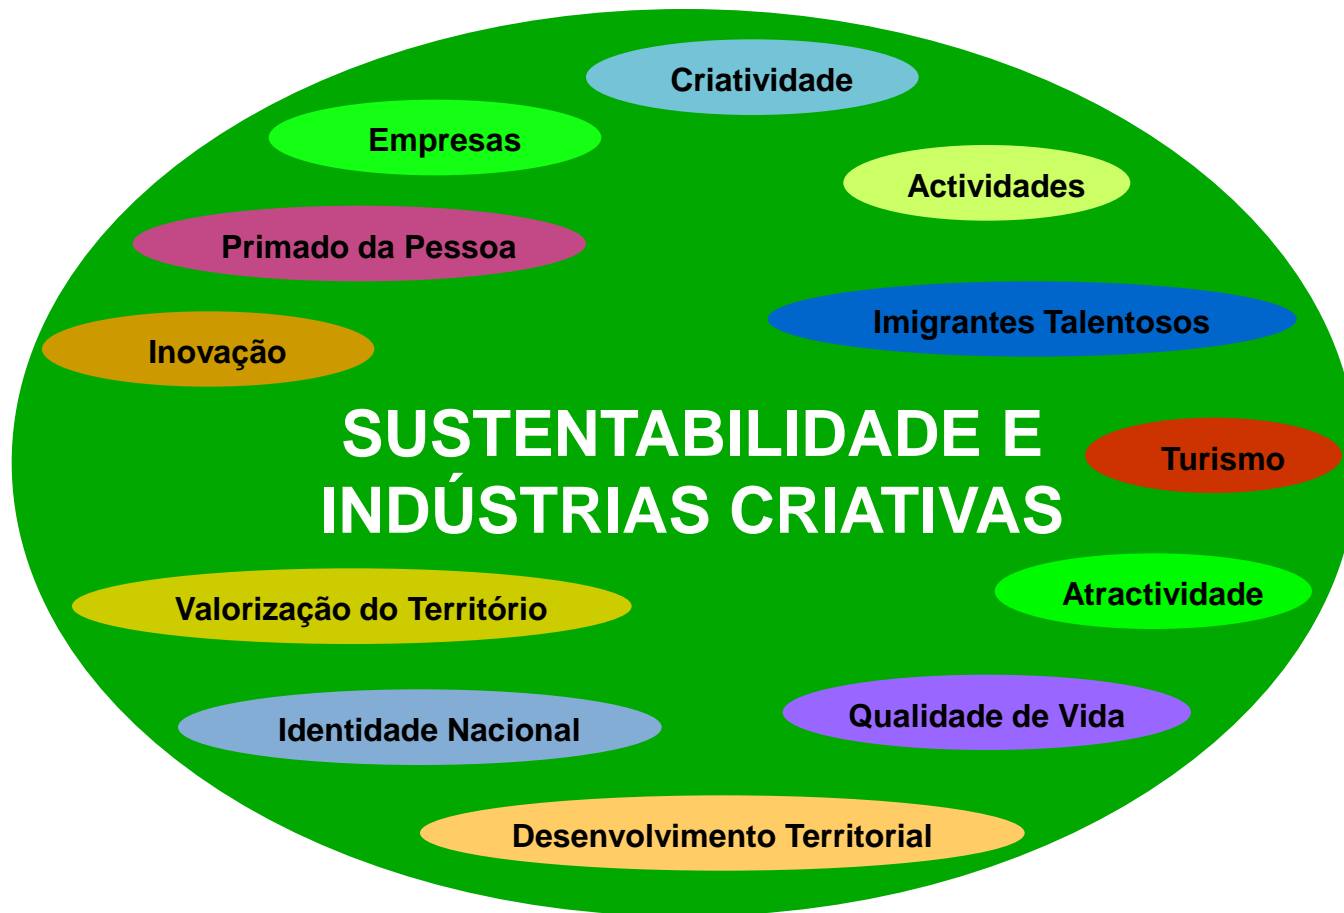 Criatividade
Empresas
Actividades
Primado da Pessoa
Imigrantes Talentosos
Inovação
SUSTENTABILIDADE E
INDÚSTRIAS CRIATIVAS
Turismo
Atractividade
Valorização do Território
Qualidade de Vida
Identidade Nacional
Desenvolvimento Territorial